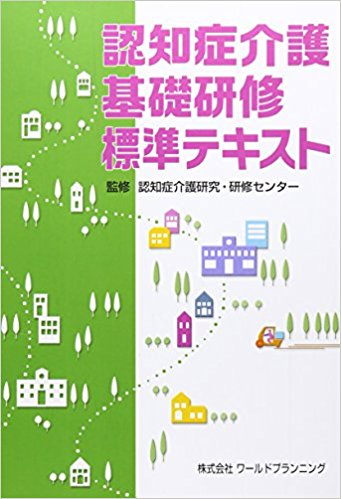 認知症介護
基礎研修
標準テキスト
監修 認知症介護研究・研修センター
株式会社 ワールドプランニング